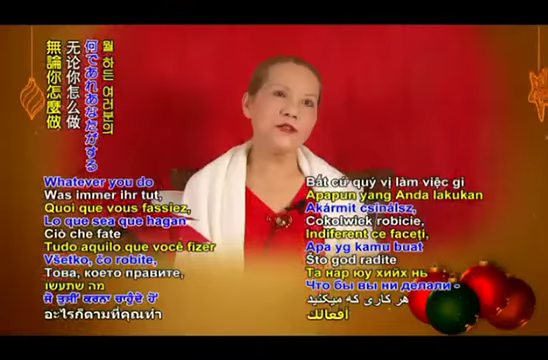 뭘 하든 여러분의
何であれあなたがする
无论你怎么做
無論你怎麼做
Whatever you do
Was immer ihr tut,
Quoi que vous fassiez,
Lo que sea que hagan
Ciò che fate
Tudo aquilo que você fizer
Všetko, čo robíte,
Това, което правите,
מה שתעשו
ਜੋ ਤੁਸੀਂ ਕਰਨਾ ਚਾਹੁੰਦੇ ਹੋ
อะไรก็ตามที่คุณทำ
Bất cứ quý vị làm việc gì
Apapun yang Anda lakukan
Akármit csinálsz,
Cokolwiek robicie,
Indiferent ce faceți,
Apa yg kamu buat
Što god radite
Та нар юу хийх нь
Что бы вы ни делали -
هر کاری که میکنید
أفعالك